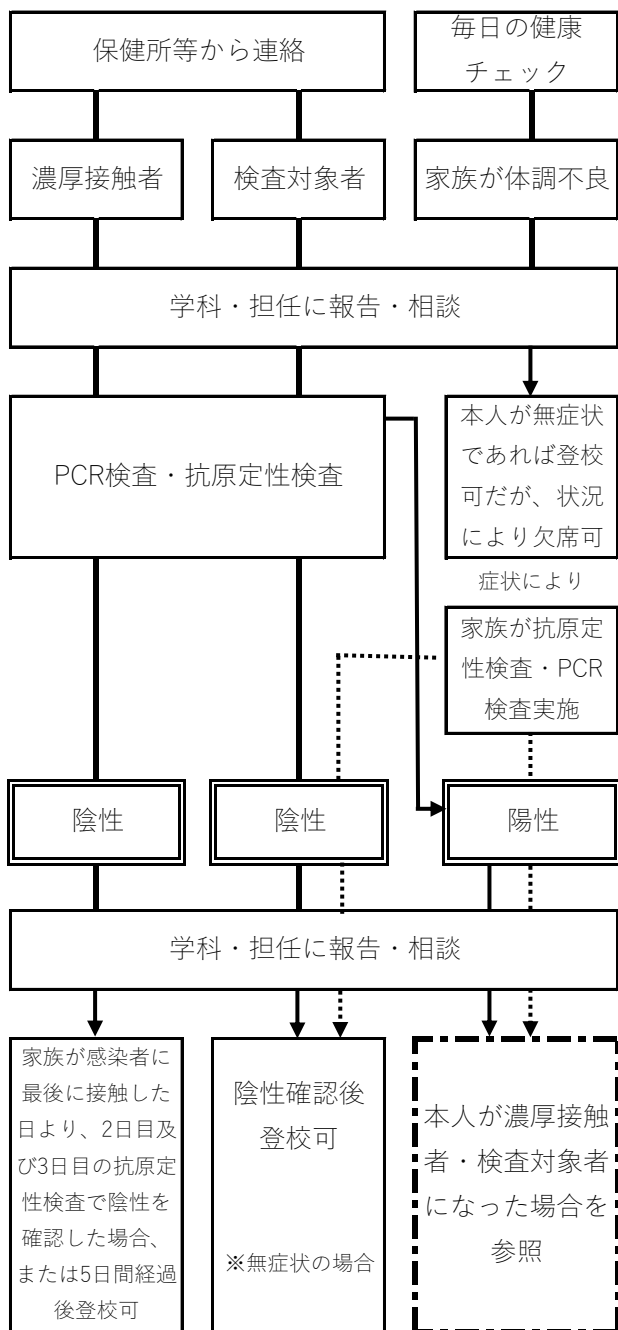 保健所等から連絡
毎日の健康
チェック
濃厚接触者
検査対象者
家族が体調不良
学科・担任に報告・相談
PCR検査・抗原定性検査
本人が無症状
であれば登校
可だが、状況
により欠席可
症状により
家族が抗原定
性検査・PCR
検査実施
陰性
陰性
陽性
学科・担任に報告・相談
家族が感染者に
最後に接触した
日より、2日目及
び3日目の抗原定
性検査で陰性を
確認した場合、
または5日間経過
後登校可
陰性確認後
登校可
※無症状の場合
本人が濃厚接触
者・検査対象者
になった場合を
参照